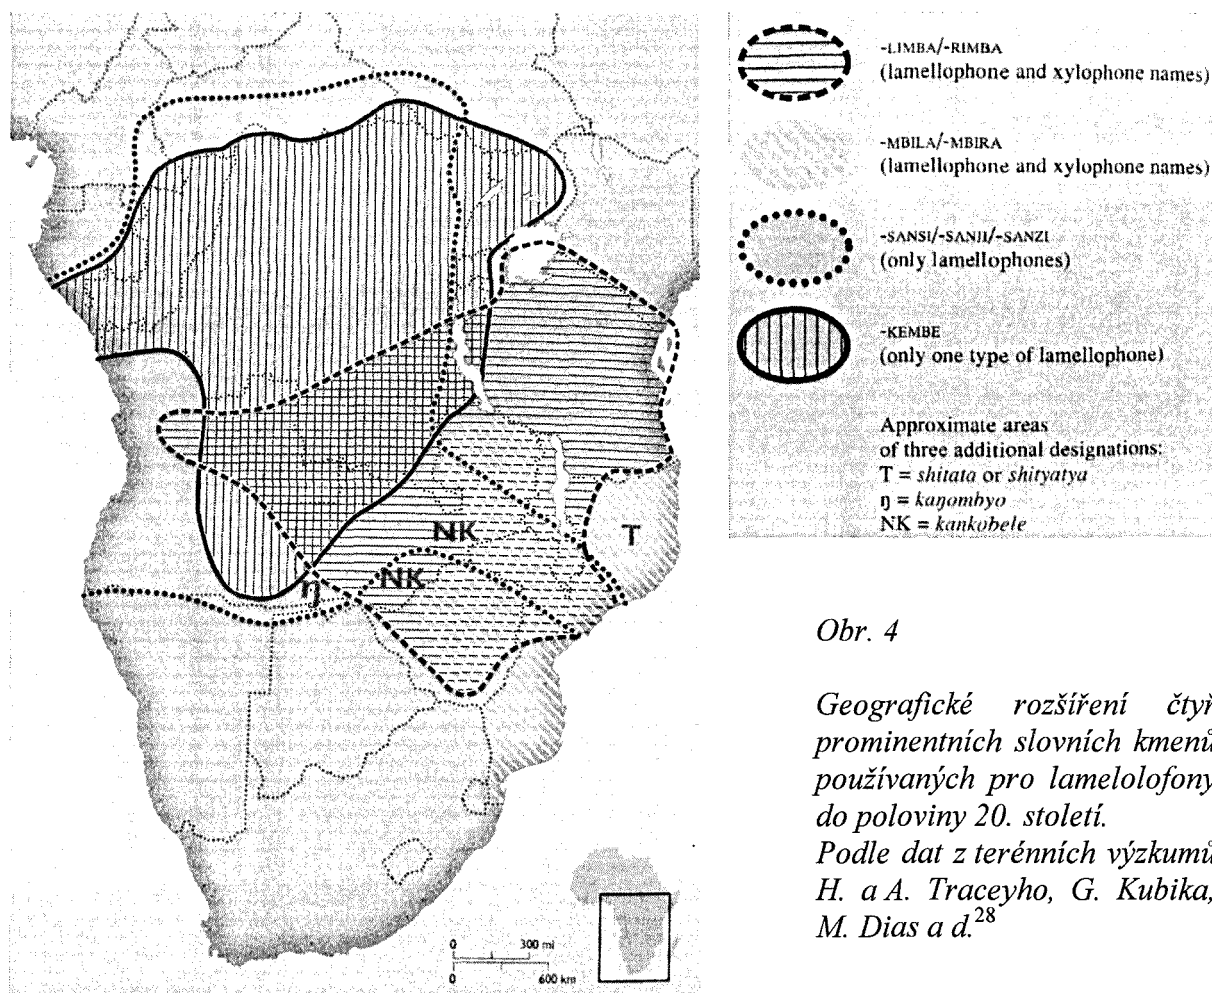 -LIMBA/-RIMBA
(lamellophone and xylophone names)
-MBILA/-MBIRA
(lamellophone and xylophone names)
-SANSI/-SANJI/-SANZI
(only lamellophones)
-KEMBE
(only one type of lamellophone)
Approximate areas
of three additional designations:
T = shitata or shityatya
ŋ = kaŋombyo
NK = kankobele
NK
T
NK
ŋ
0 300 mi
0 600 km
Obr. 4
Geografické rozšíření čtyř
prominentních slovních kmenů
používaných pro lamelolofony
do poloviny 20. století.
Podle dat z terénních výzkumů
H. a A. Traceyho, G. Kubika,
M. Dias a d.28